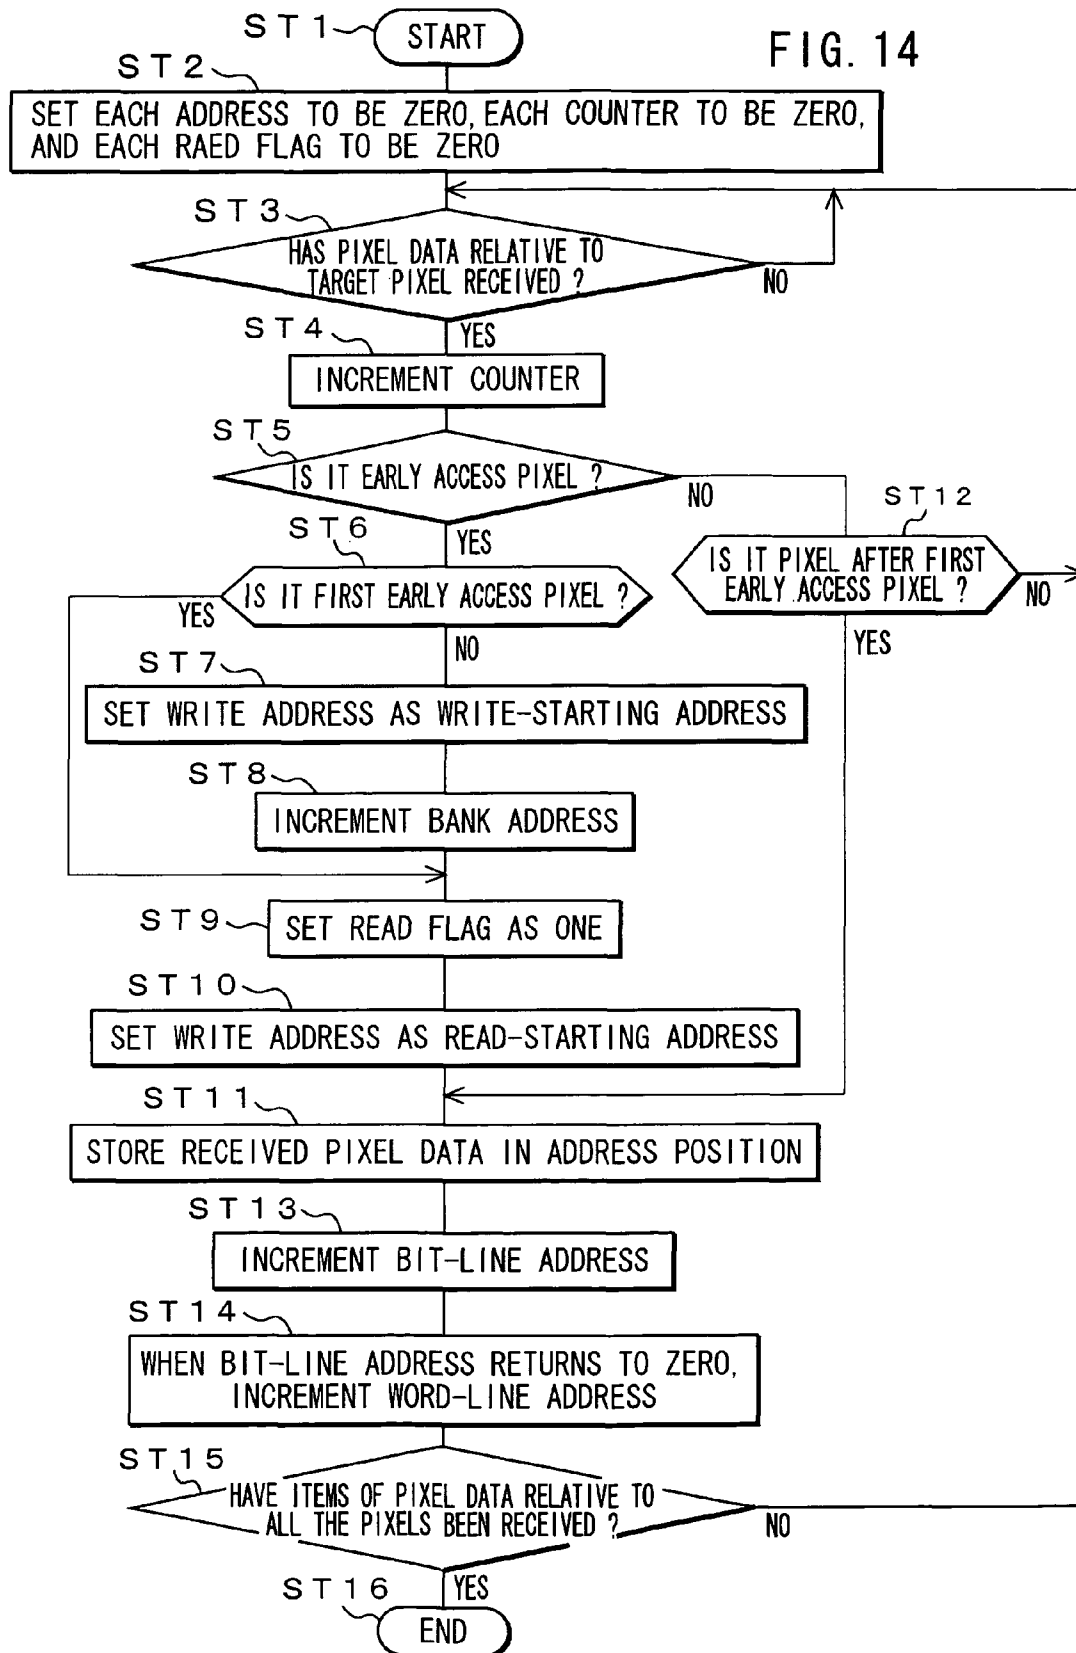 ST1
START
FIG. 14
ST2
SET EACH ADDRESS TO BE ZERO, EACH COUNTER TO BE ZERO,
AND EACH RAED FLAG TO BE ZERO
ST3
HAS PIXEL DATA RELATIVE TO
TARGET PIXEL RECEIVED ?
NO
YES
ST4
INCREMENT COUNTER
ST5
IS IT EARLY ACCESS PIXEL ?
NO
YES
ST12
IS IT PIXEL AFTER FIRST
EARLY ACCESS PIXEL ?
NO
YES
ST6
IS IT FIRST EARLY ACCESS PIXEL ?
YES
NO
ST7
SET WRITE ADDRESS AS WRITE-STARTING ADDRESS
ST8
INCREMENT BANK ADDRESS
ST9
SET READ FLAG AS ONE
ST10
SET WRITE ADDRESS AS READ-STARTING ADDRESS
ST11
STORE RECEIVED PIXEL DATA IN ADDRESS POSITION
ST13
INCREMENT BIT-LINE ADDRESS
ST14
WHEN BIT-LINE ADDRESS RETURNS TO ZERO,
INCREMENT WORD-LINE ADDRESS
ST15
HAVE ITEMS OF PIXEL DATA RELATIVE TO
ALL THE PIXELS BEEN RECEIVED ?
NO
YES
ST16
END